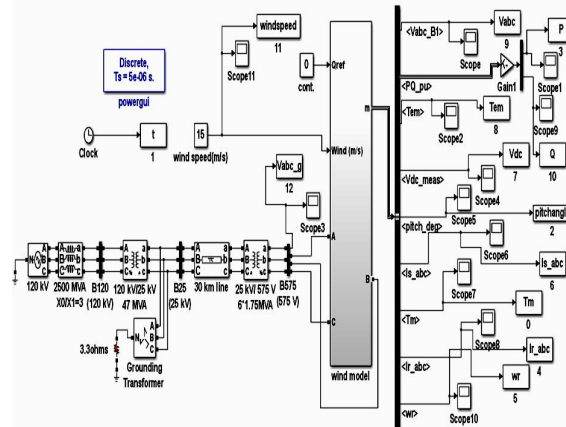 Discrete,
Ts = 5e-06 s.
powergui
Clock
t
1
windspeed
11
Scope11
0
cont.
15
wind speed(m/s)
Vabc_g
12
Scope3
Qref
Wind (m/s)
m
A
B
C
wind model
N
A
B
C
120 kV
A a
B b
C c
2500 MVA
X0/X1=3
B120
(120 kV)
A a
B b
C c
120 kV/25 kV
47 MVA
B25
(25 kV)
A a
B b
C c
30 km line
A a
B b
C c
25 kV/ 575 V
6*1.75MVA
B575
(575 V)
3.3ohms
N
A
B
C
Grounding
Transformer
<Vabc_B1>
Scope
Vabc
9
P
3
<PQ_pu>
Gain1
Scope1
<Tem>
Scope2
Tem
8
Scope9
Q
10
Vdc
7
<Vdc_meas>
Scope4
<pitch_deg>
Scope5
pitchangl
2
Scope6
<Is_abc>
is_abc
6
Scope7
<Tm>
Tm
0
Scope8
<Ir_abc>
ir_abc
4
wr
5
<wr>
Scope10